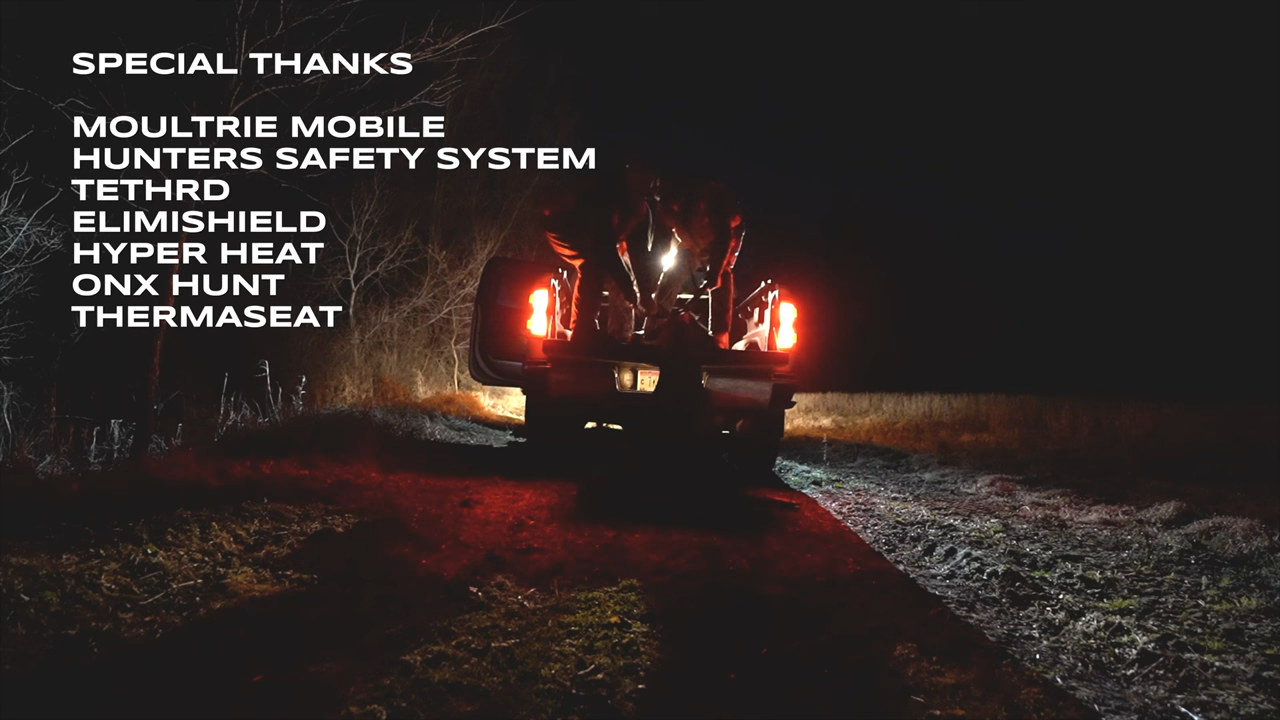 SPECIAL THANKS
MOULTRIE MOBILE
HUNTERS SAFETY SYSTEM
TETHRD
ELIMISHIELD
HYPER HEAT
ONX HUNT
THERMASEAT